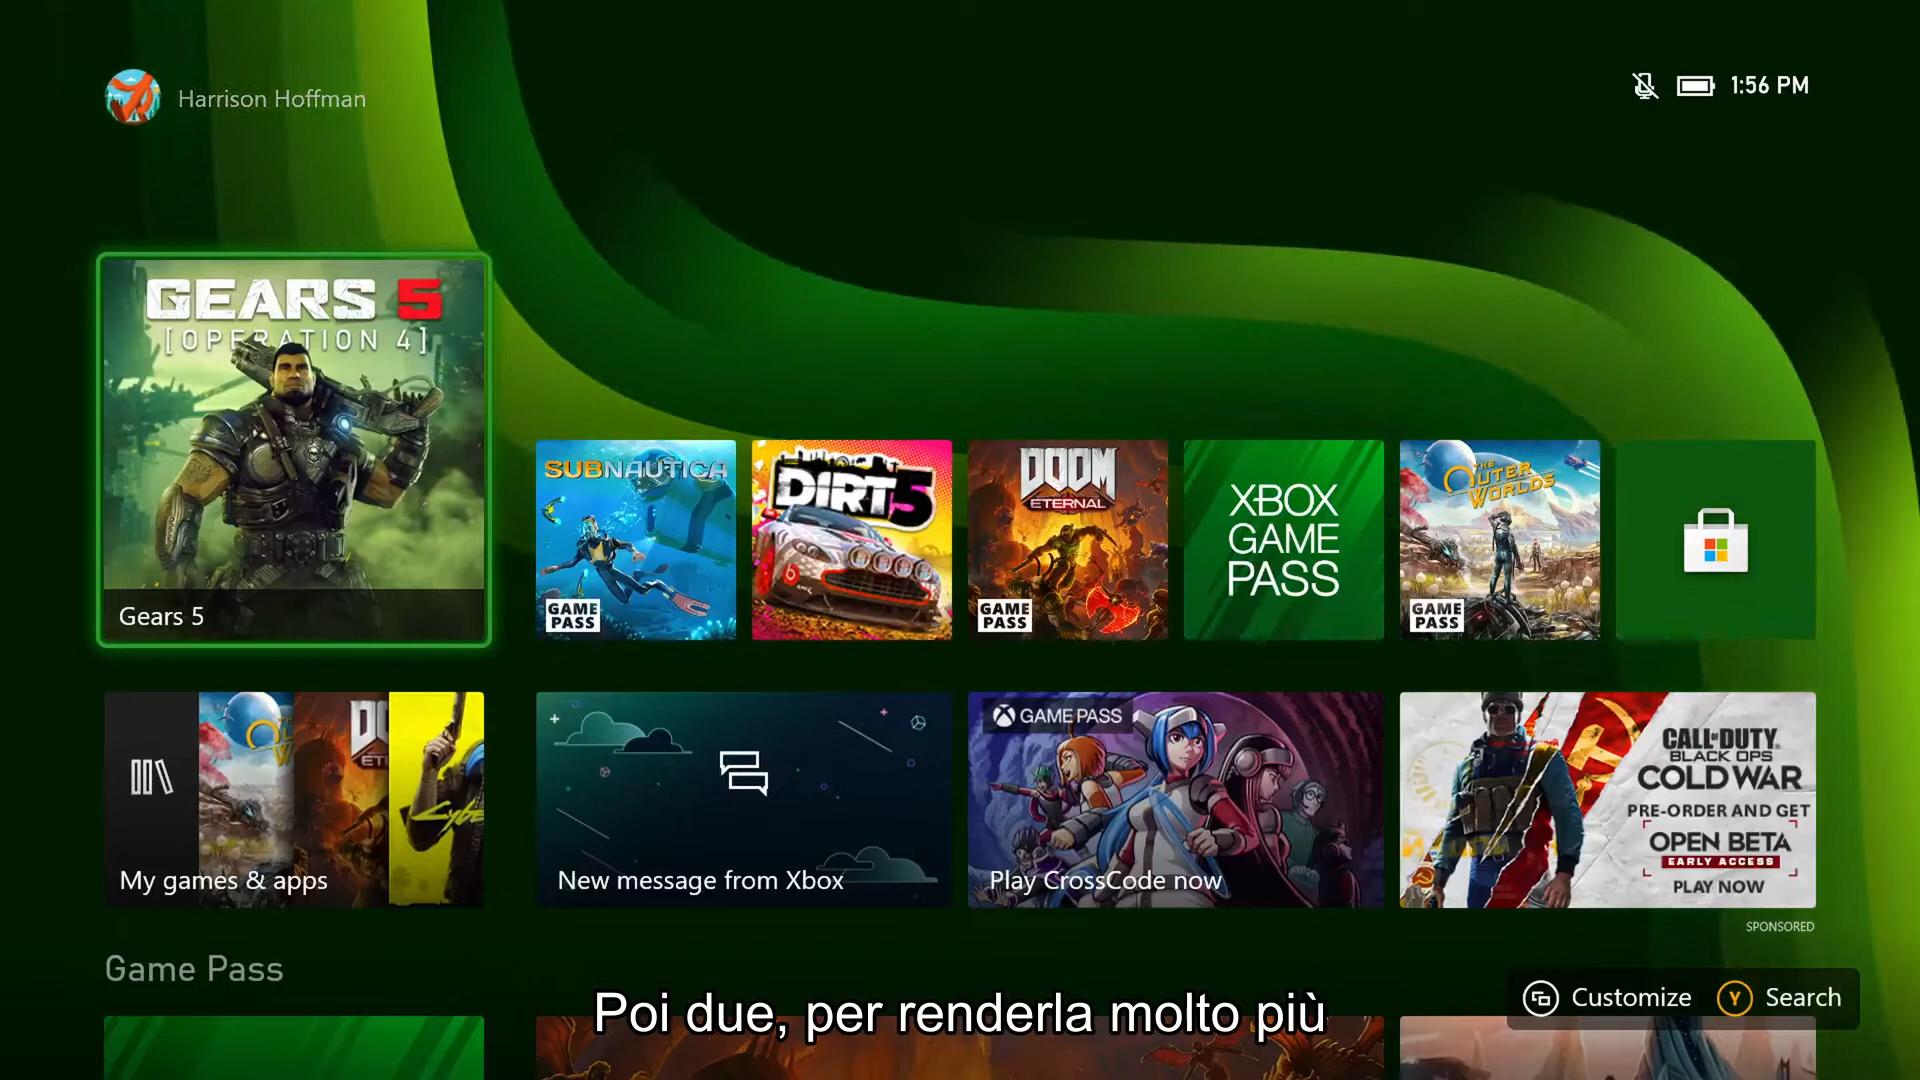 Harrison Hoffman
1:56 PM
GEARS 5
[OPERATION 4]
Gears 5
SUBNAUTICA
GAME
PASS
DIRT 5
DOOM
ETERNAL
GAME
PASS
XBOX
GAME
PASS
THE
OUTER
WORLDS
GAME
PASS
My games & apps
New message from Xbox
GAME PASS
Play CrossCode now
CALL OF DUTY
BLACK OPS
COLD WAR
PRE-ORDER AND GET
OPEN BETA
EARLY ACCESS
PLAY NOW
SPONSORED
Game Pass
Customize
Y Search
Poi due, per renderla molto più